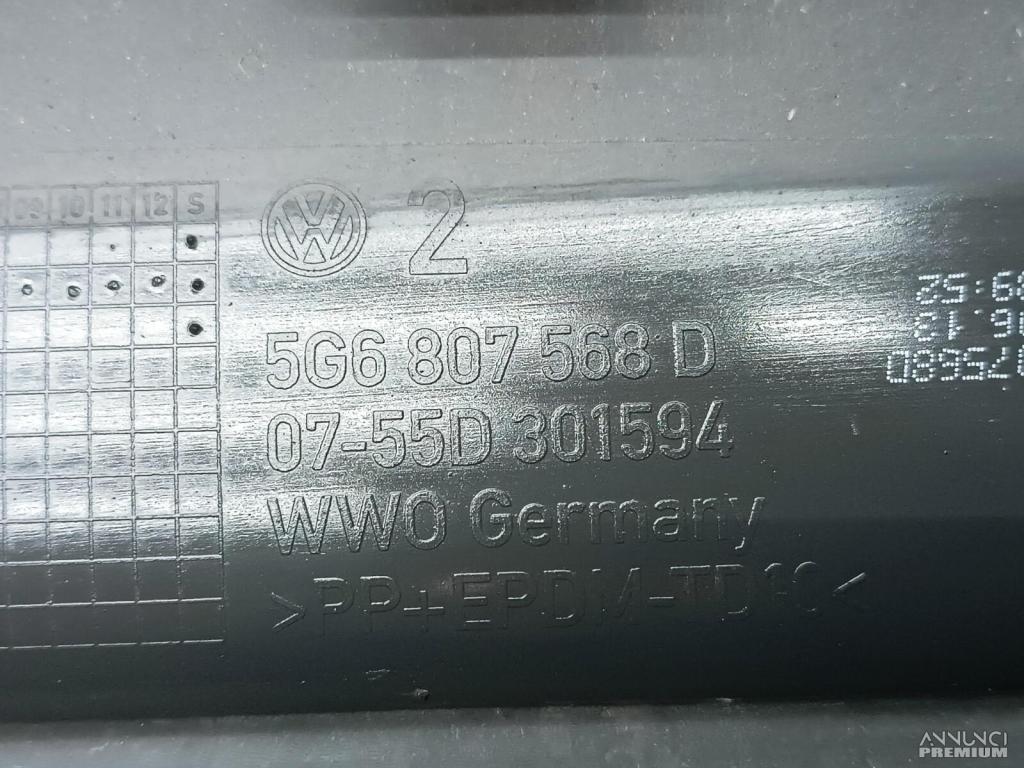 09 10 11 12 S
2
5G6 807 568 D
07-55D 301594
WWO Germany
>PP+EPDM-TD10<
ANNUNCI
PREMIUM